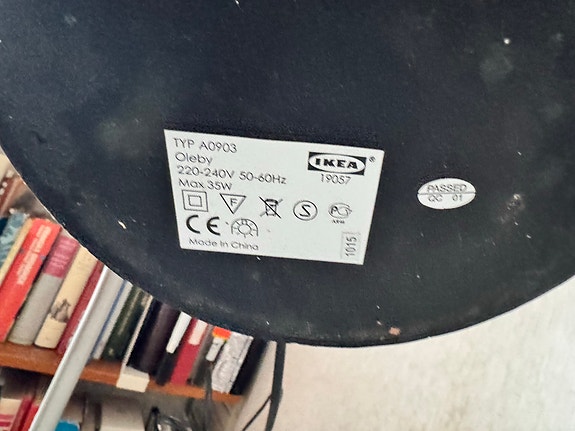 TYP A0903
Oleby
220-240V 50-60Hz
Max.35W
IKEA®
19057
F
S
PC
CE
Made in China
1015
PASSED
QC 01